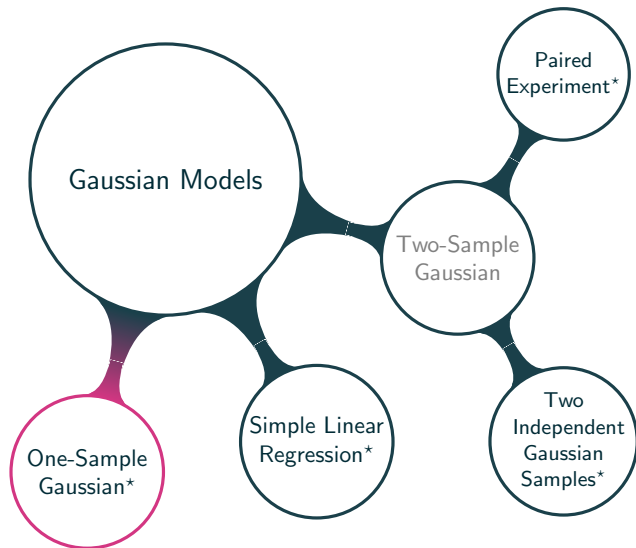 Gaussian Models
Paired
Experiment*
Two-Sample
Gaussian
One-Sample
Gaussian*
Simple Linear
Regression*
Two
Independent
Gaussian
Samples*